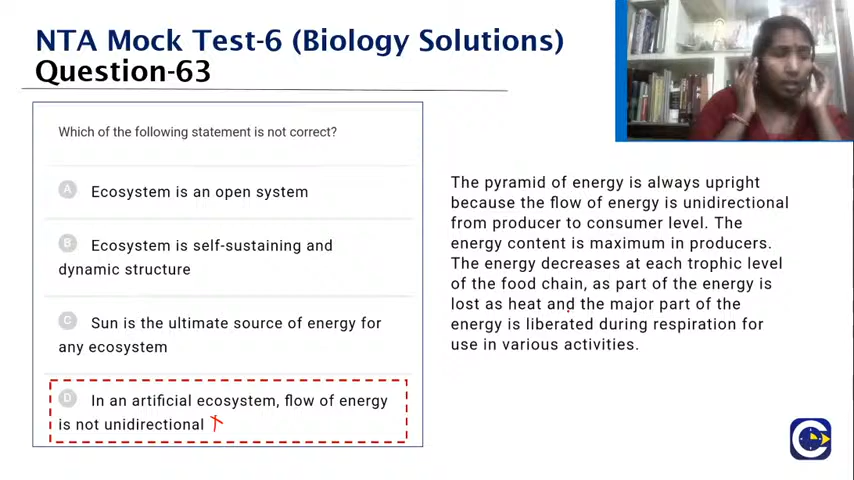 NTA Mock Test-6 (Biology Solutions)
Question-63
Which of the following statement is not correct?
A Ecosystem is an open system
B Ecosystem is self-sustaining and
dynamic structure
C Sun is the ultimate source of energy for
any ecosystem
D In an artificial ecosystem, flow of energy
is not unidirectional
The pyramid of energy is always upright
because the flow of energy is unidirectional
from producer to consumer level. The
energy content is maximum in producers.
The energy decreases at each trophic level
of the food chain, as part of the energy is
lost as heat and the major part of the
energy is liberated during respiration for
use in various activities.